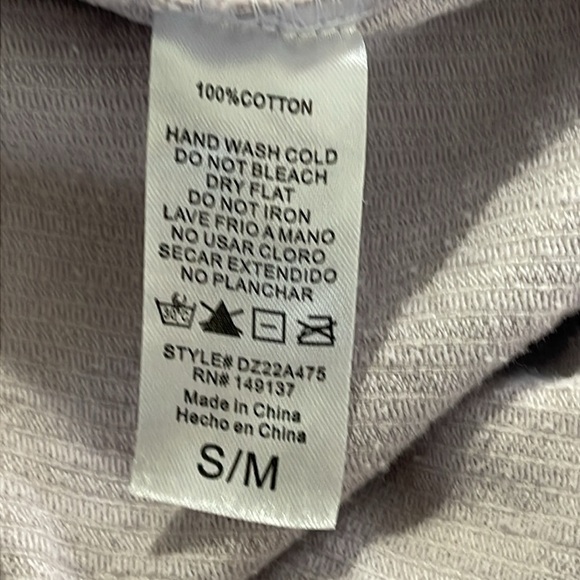 100%COTTON
HAND WASH COLD
DO NOT BLEACH
DRY FLAT
DO NOT IRON
LAVE FRIO A MANO
NO USAR CLORO
SECAR EXTENDIDO
NO PLANCHAR
30°C
STYLE# DZ22A475
RN# 149137
Made in China
Hecho en China
S/M